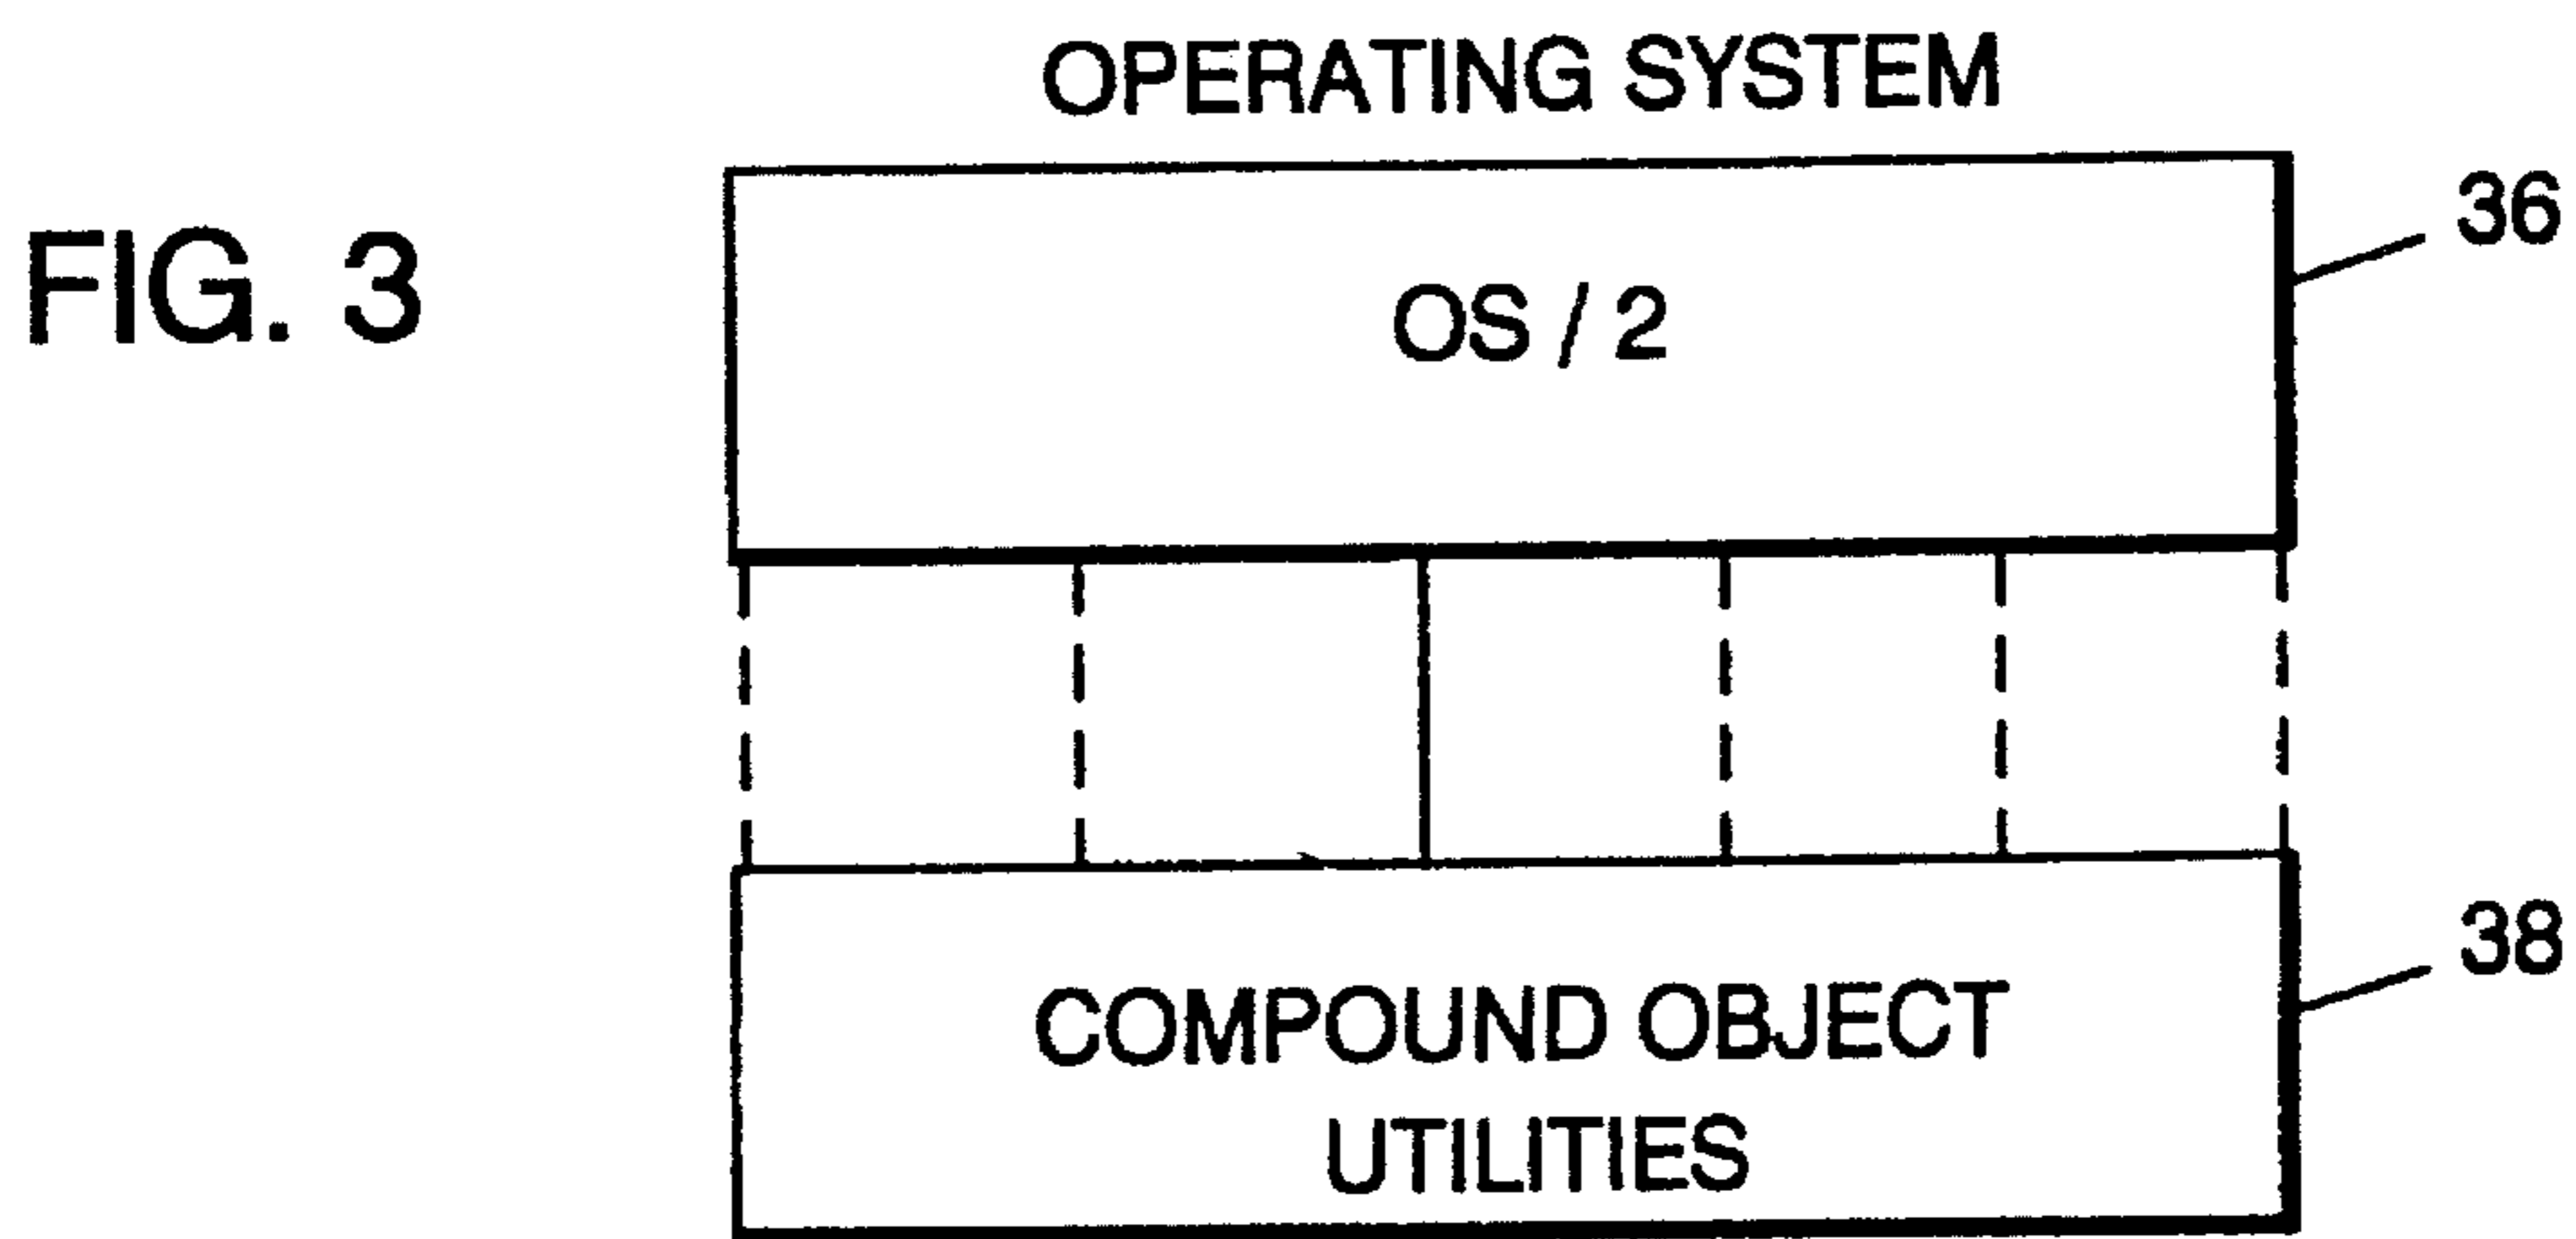 OPERATING SYSTEM
FIG. 3
36
OS / 2
38
COMPOUND OBJECT
UTILITIES